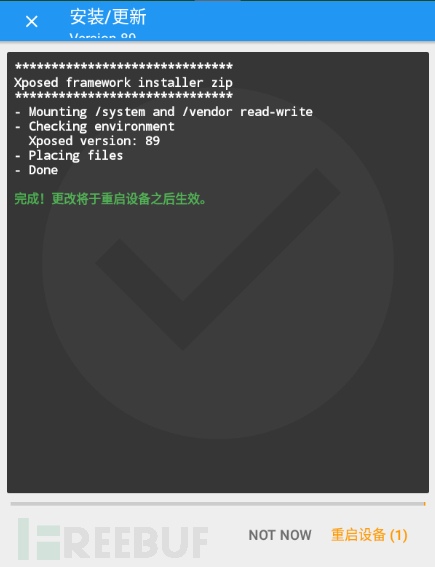 安装/更新
Version 89
******************************
Xposed framework installer zip
******************************
- Mounting /system and /vendor read-write
- Checking environment
  Xposed version: 89
- Placing files
- Done
完成！更改将于重启设备之后生效。
NOT NOW
重启设备 (1)
FREEBUF